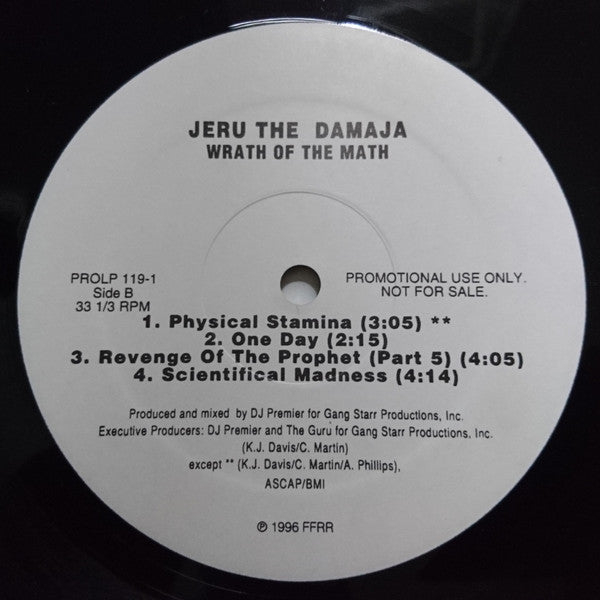 JERU THE DAMAJA
WRATH OF THE MATH
PROLP 119-1
Side B
33 1/3 RPM
PROMOTIONAL USE ONLY.
NOT FOR SALE.
1. Physical Stamina (3:05) **
2. One Day (2:15)
3. Revenge Of The Prophet (Part 5) (4:05)
4. Scientifical Madness (4:14)
Produced and mixed by DJ Premier for Gang Starr Productions, Inc.
Executive Producers: DJ Premier and The Guru for Gang Starr Productions, Inc.
(K.J. Davis/C. Martin)
except ** (K.J. Davis/C. Martin/A. Phillips),
ASCAP/BMI
℗ 1996 FFRR